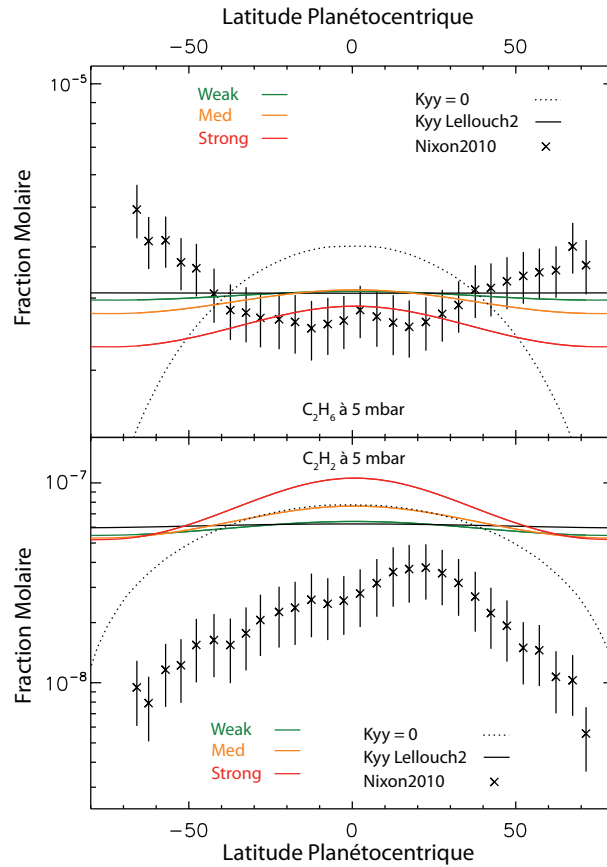 Latitude Planétocentrique
−50 0 50
10⁻⁵
Fraction Molaire
Weak
Med
Strong
Kyy = 0
Kyy Lellouch2
Nixon2010
C₂H₆ à 5 mbar
C₂H₂ à 5 mbar
10⁻⁷
10⁻⁸
Fraction Molaire
Weak
Med
Strong
Kyy = 0
Kyy Lellouch2
Nixon2010
−50 0 50
Latitude Planétocentrique